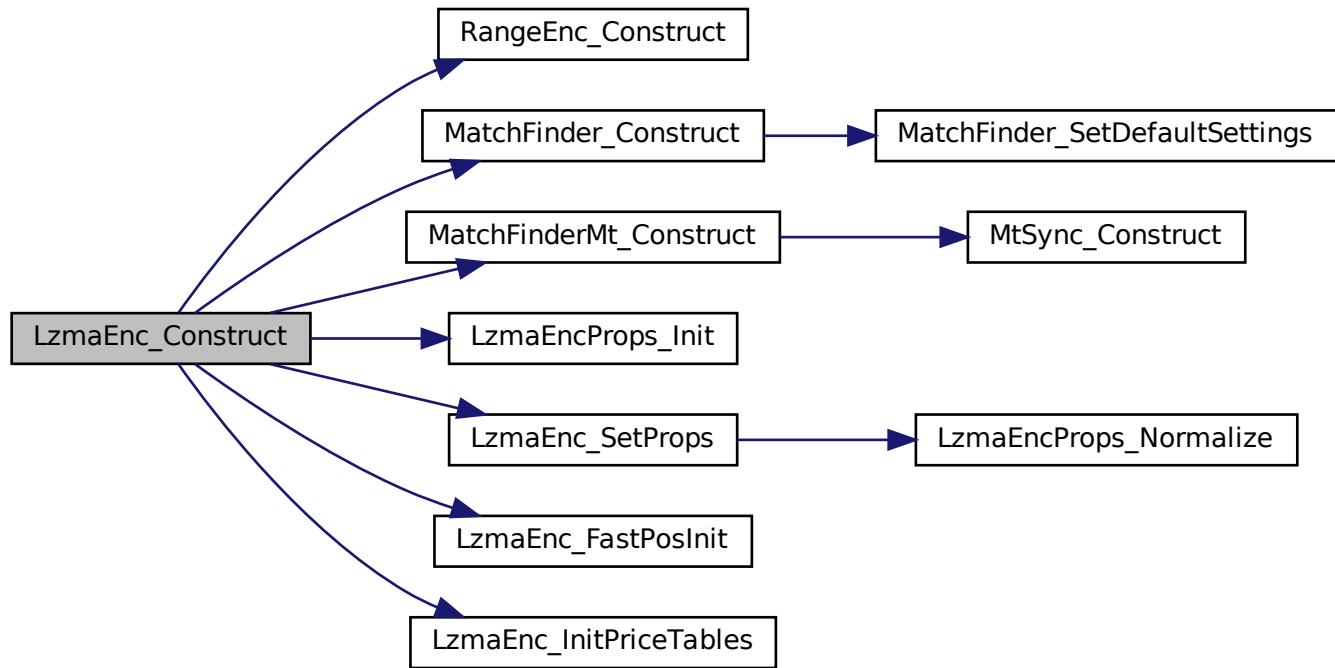 RangeEnc_Construct
MatchFinder_Construct
MatchFinder_SetDefaultSettings
MatchFinderMt_Construct
MtSync_Construct
LzmaEnc_Construct
LzmaEncProps_Init
LzmaEnc_SetProps
LzmaEncProps_Normalize
LzmaEnc_FastPosInit
LzmaEnc_InitPriceTables